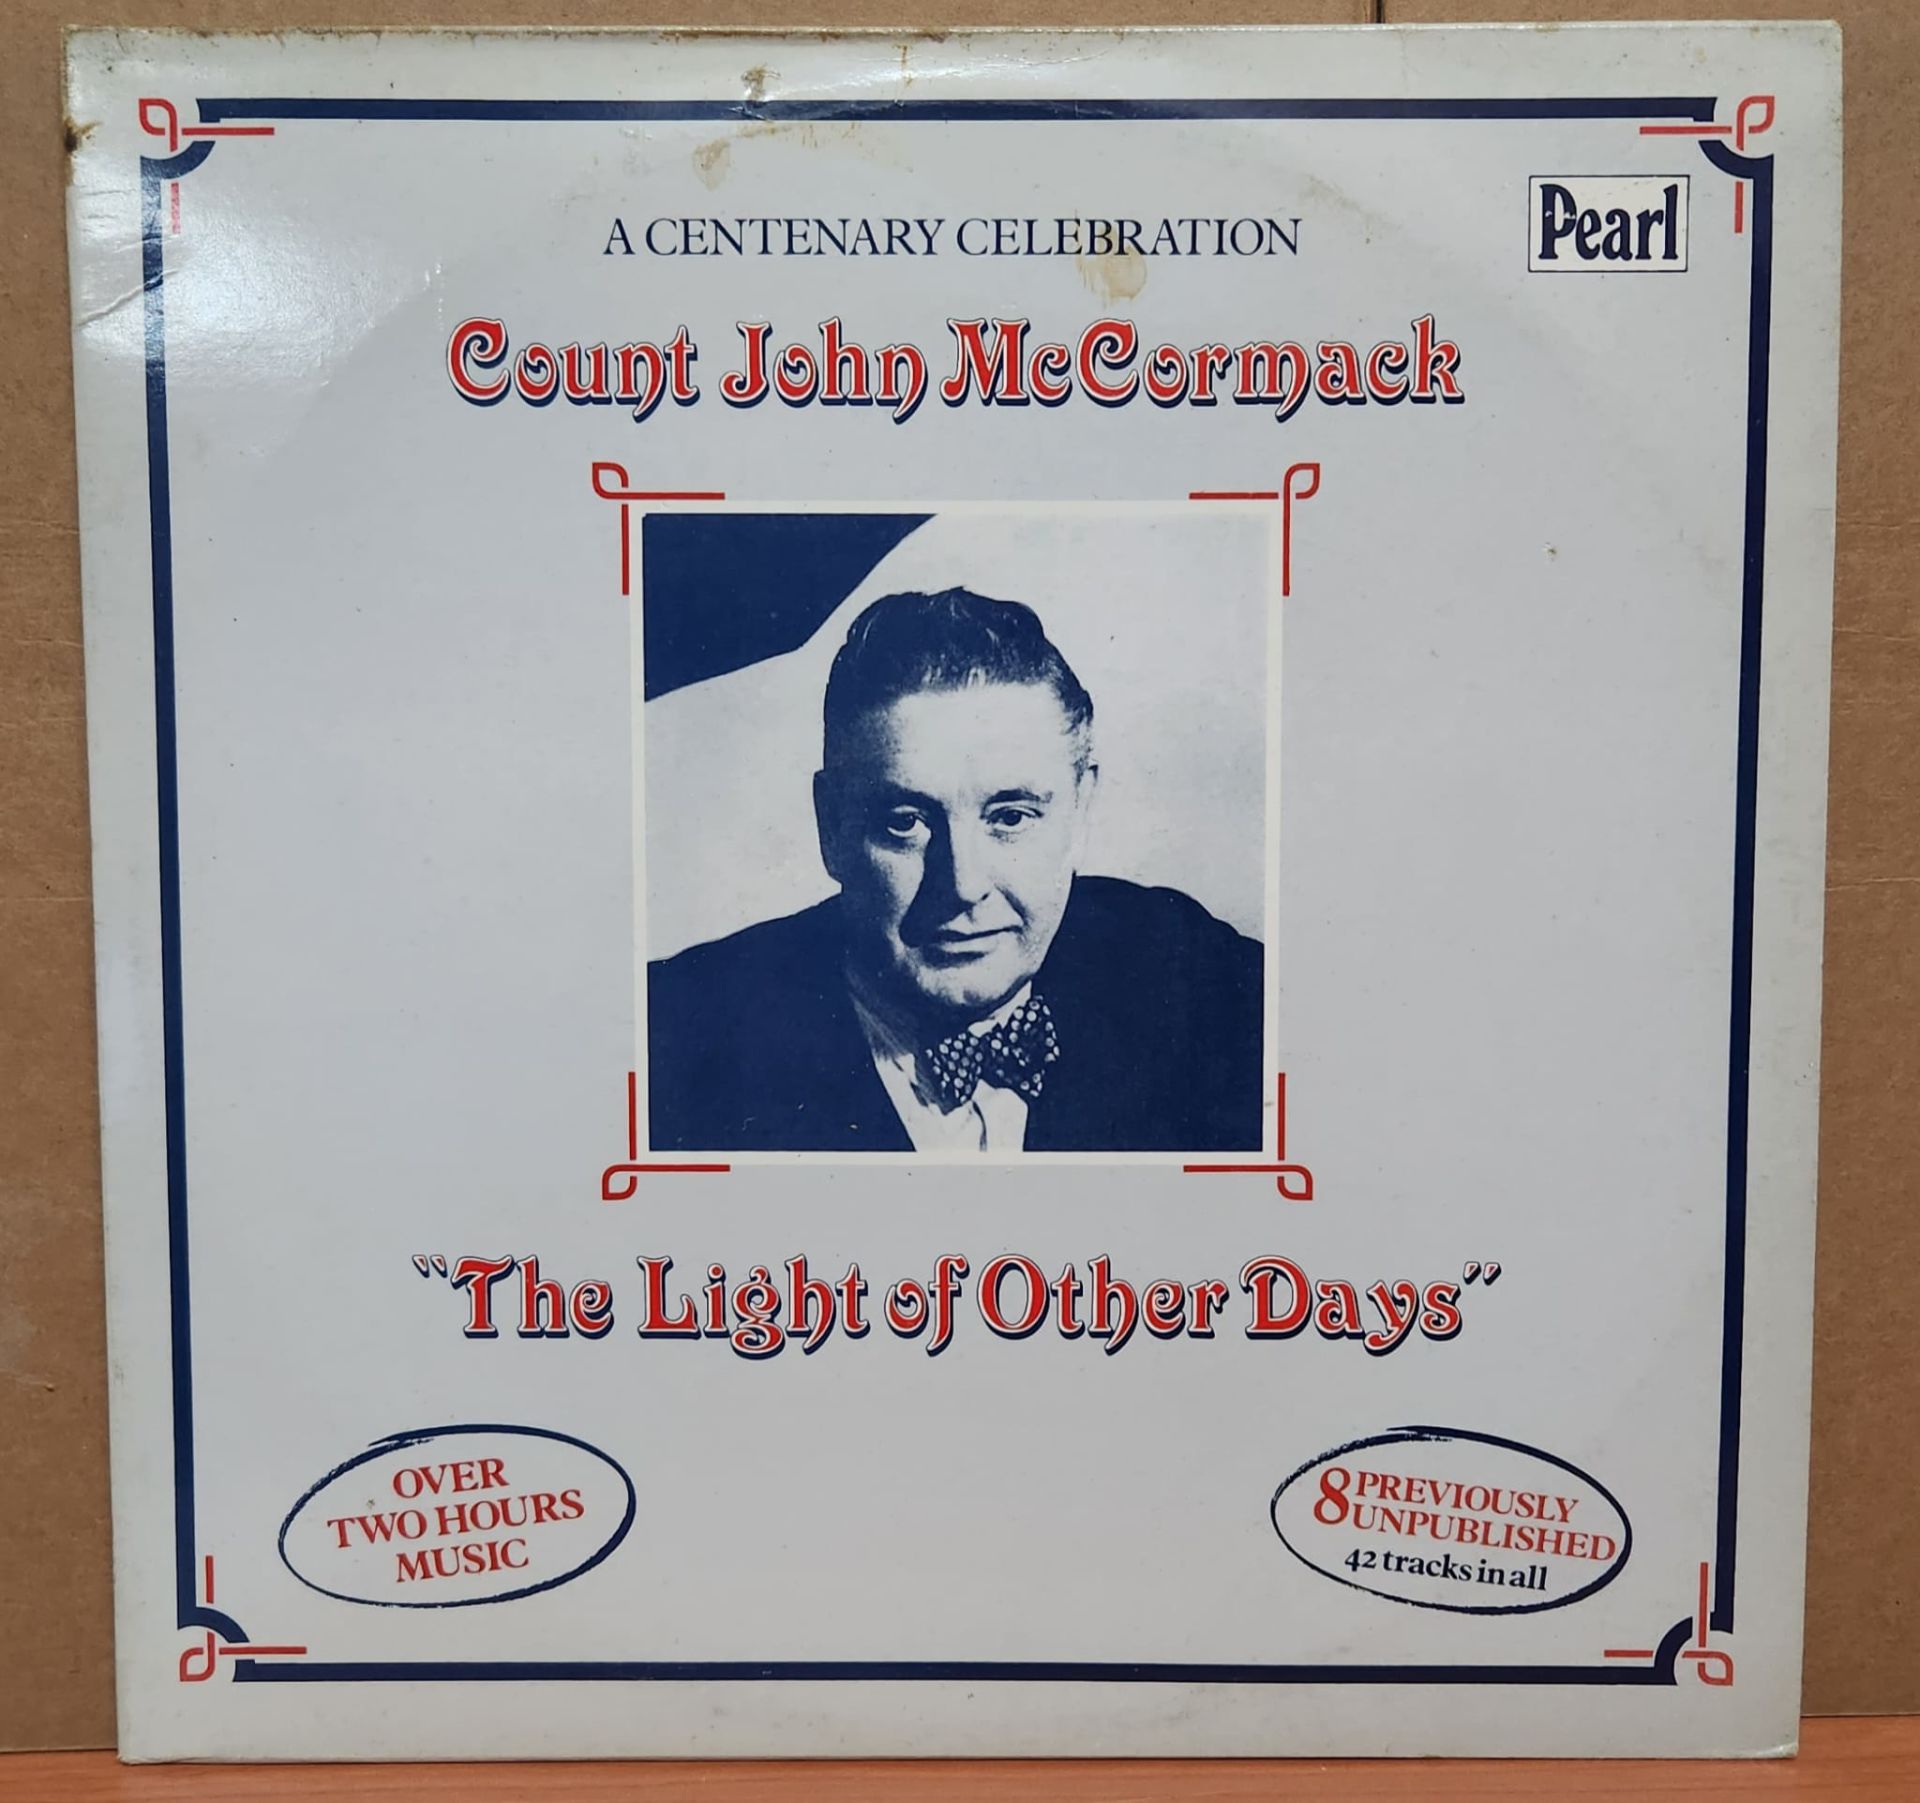 A CENTENARY CELEBRATION
Pearl
Count John McCormack
"The Light of Other Days"
OVER
TWO HOURS
MUSIC
8 PREVIOUSLY
UNPUBLISHED
42 tracks in all